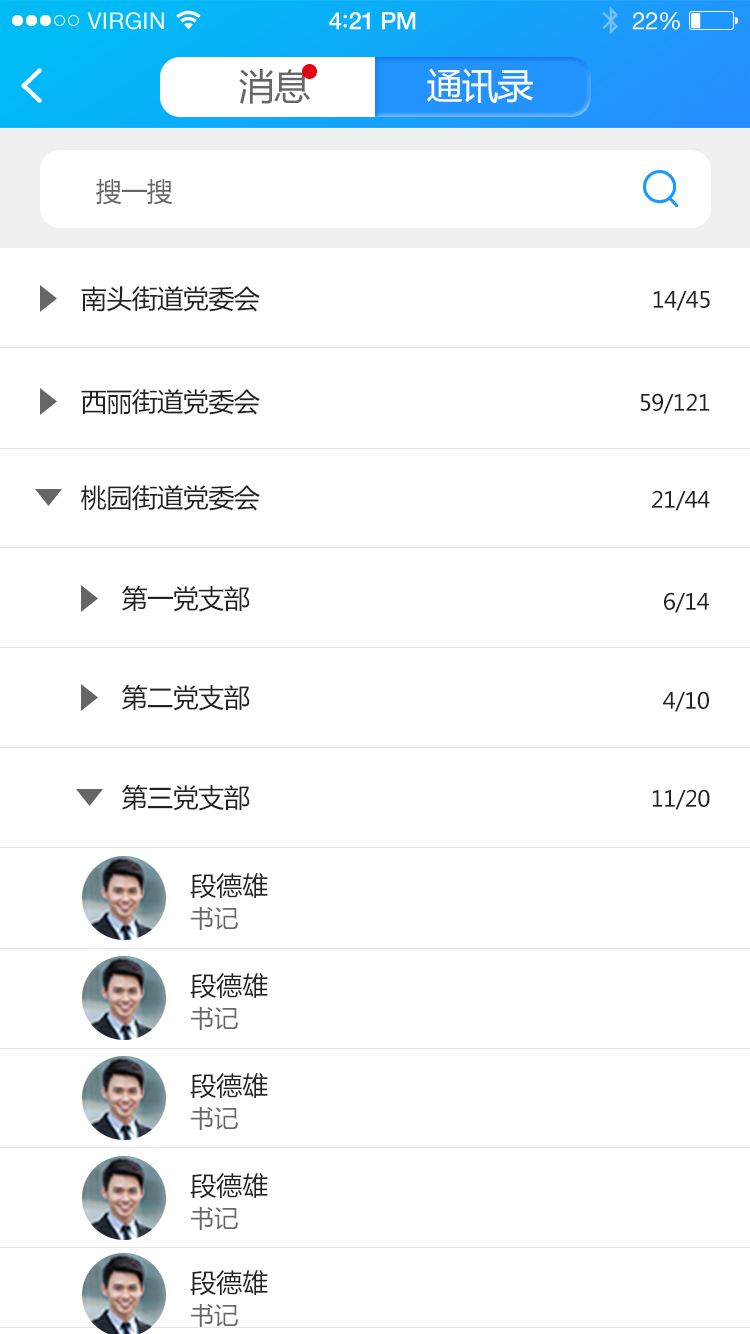 VIRGIN 4:21 PM 22%
消息 通讯录
搜一搜
南头街道党委会 14/45
西丽街道党委会 59/121
桃园街道党委会 21/44
第一党支部 6/14
第二党支部 4/10
第三党支部 11/20
段德雄
书记
段德雄
书记
段德雄
书记
段德雄
书记
段德雄
书记